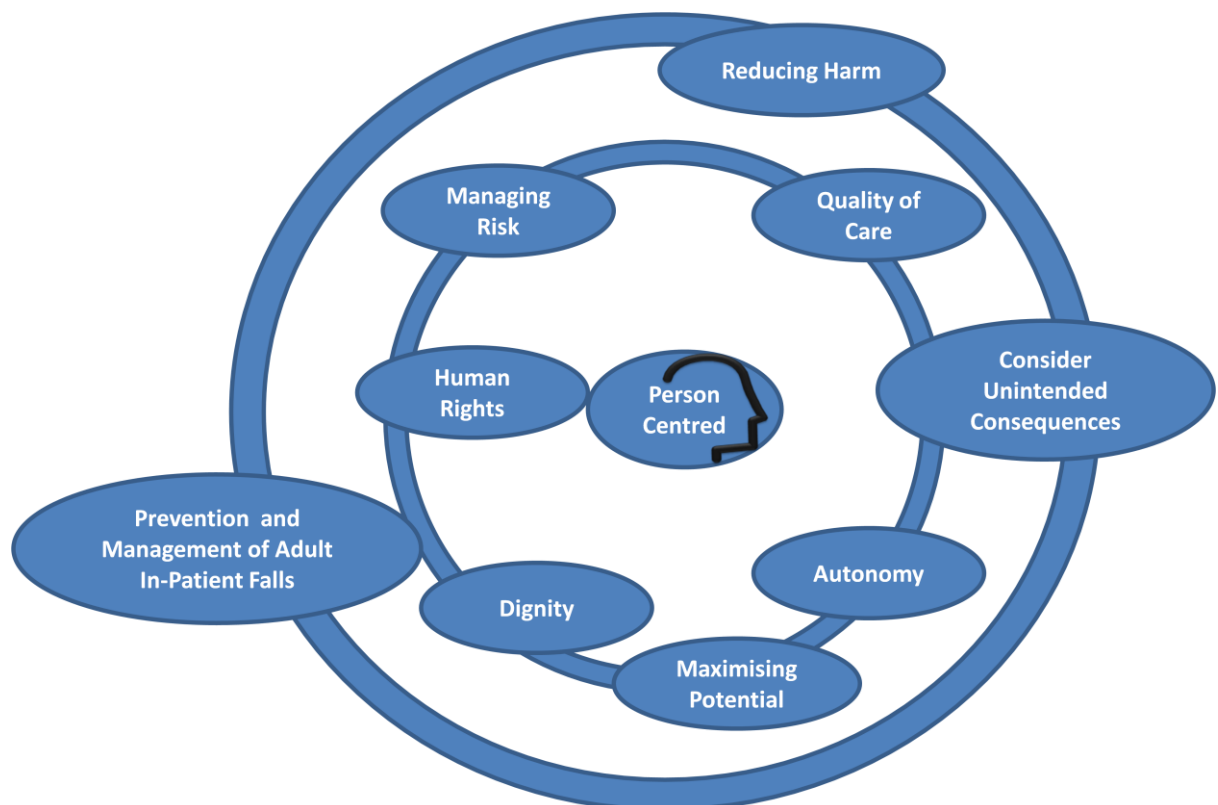 Reducing Harm
Managing
Risk
Quality of
Care
Human
Rights
Person
Centred
Consider
Unintended
Consequences
Prevention  and
Management of Adult
In-Patient Falls
Autonomy
Dignity
Maximising
Potential